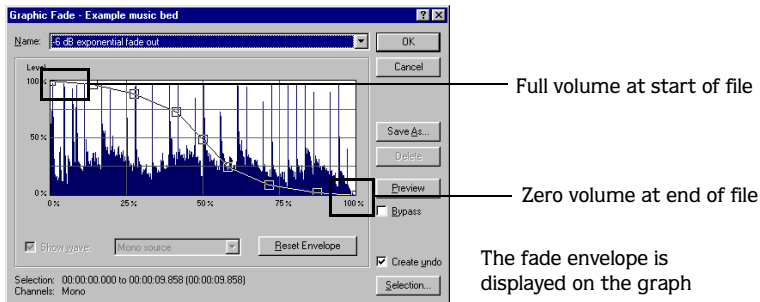 Graphic Fade - Example music bed
Name: -6 dB exponential fade out
OK
Cancel
Level
100 %
50 %
0 %
0 % 25 % 50 % 75 % 100 %
Save As...
Delete
Preview
Bypass
Show wave: Mono source
Reset Envelope
Create undo
Selection: 00:00:00.000 to 00:00:09.858 (00:00:09.858)
Channels: Mono
Selection...
Full volume at start of file
Zero volume at end of file
The fade envelope is
displayed on the graph